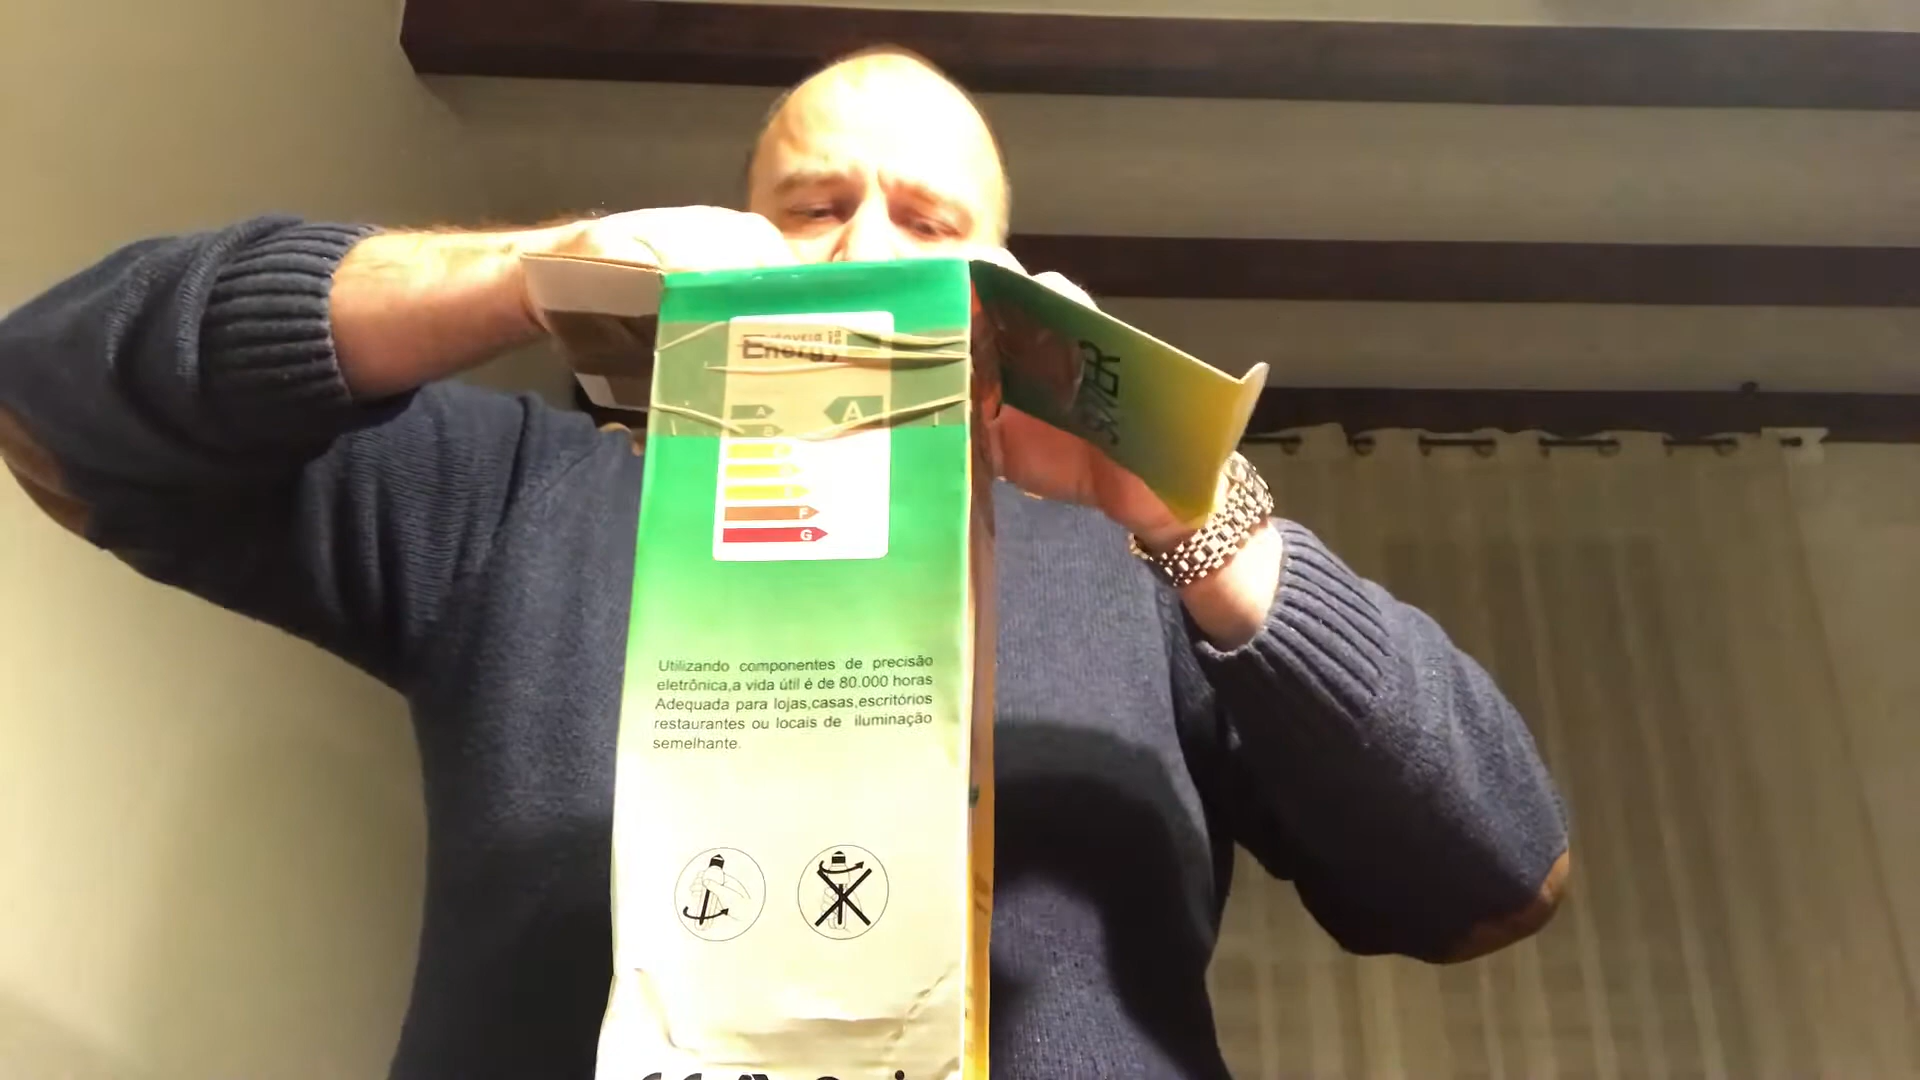 Energy
A
A
B
F
G
Utilizando componentes de precisão
eletrônica,a vida útil é de 80.000 horas
Adequada para lojas,casas,escritórios
restaurantes ou locais de iluminação
semelhante.